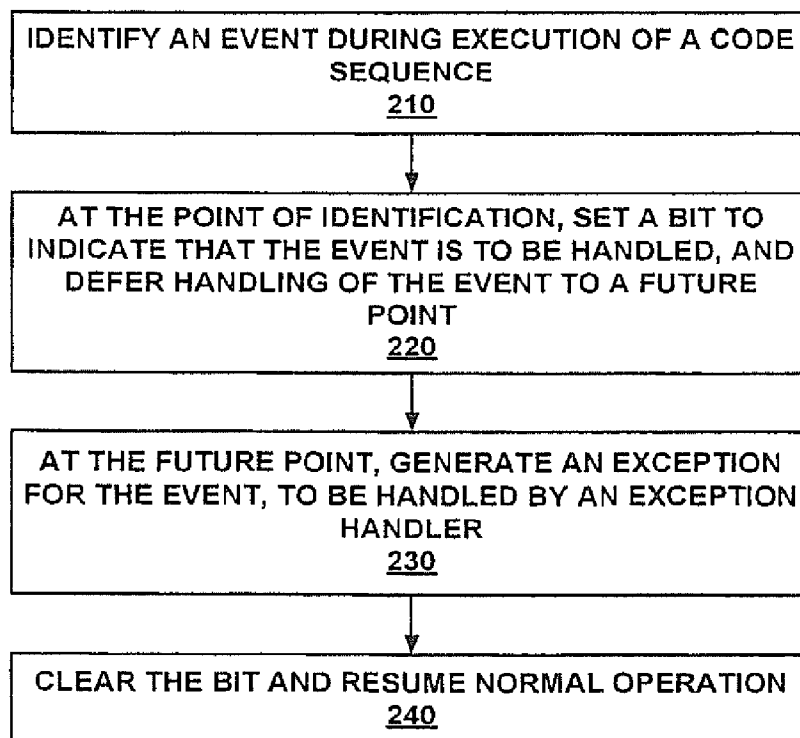 IDENTIFY AN EVENT DURING EXECUTION OF A CODE
SEQUENCE
210
AT THE POINT OF IDENTIFICATION, SET A BIT TO
INDICATE THAT THE EVENT IS TO BE HANDLED, AND
DEFER HANDLING OF THE EVENT TO A FUTURE
POINT
220
AT THE FUTURE POINT, GENERATE AN EXCEPTION
FOR THE EVENT, TO BE HANDLED BY AN EXCEPTION
HANDLER
230
CLEAR THE BIT AND RESUME NORMAL OPERATION
240